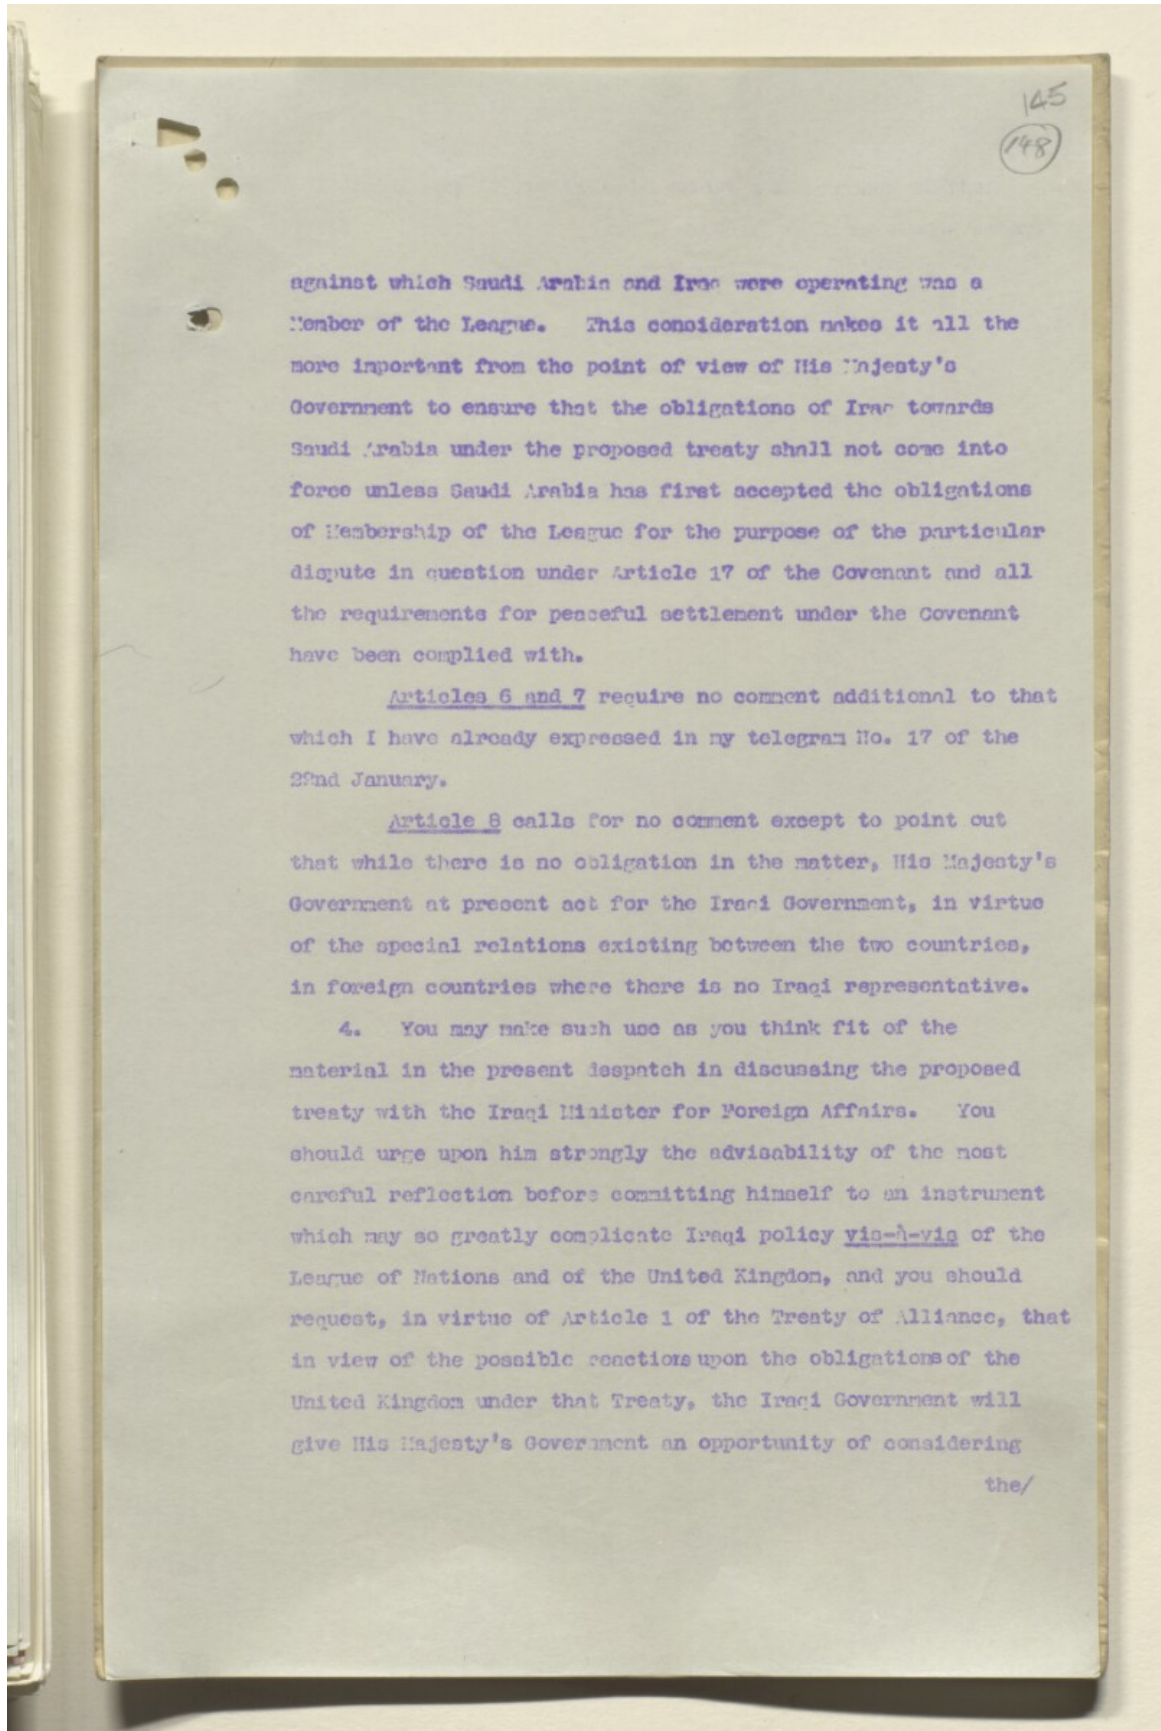 145
148
against which Saudi Arabia and Iraq were operating was a
Member of the League. This consideration makes it all the
more important from the point of view of His Majesty's
Government to ensure that the obligations of Iraq towards
Saudi Arabia under the proposed treaty shall not come into
force unless Saudi Arabia has first accepted the obligations
of Membership of the League for the purpose of the particular
dispute in question under Article 17 of the Covenant and all
the requirements for peaceful settlement under the Covenant
have been complied with.
Articles 6 and 7 require no comment additional to that
which I have already expressed in my telegram No. 17 of the
22nd January.
Article 8 calls for no comment except to point out
that while there is no obligation in the matter, His Majesty's
Government at present act for the Iraqi Government, in virtue
of the special relations existing between the two countries,
in foreign countries where there is no Iraqi representative.
4. You may make such use as you think fit of the
material in the present despatch in discussing the proposed
treaty with the Iraqi Minister for Foreign Affairs. You
should urge upon him strongly the advisability of the most
careful reflection before committing himself to an instrument
which may so greatly complicate Iraqi policy vis-à-vis of the
League of Nations and of the United Kingdom, and you should
request, in virtue of Article 1 of the Treaty of Alliance, that
in view of the possible reactions upon the obligations of the
United Kingdom under that Treaty, the Iraqi Government will
give His Majesty's Government an opportunity of considering
the/